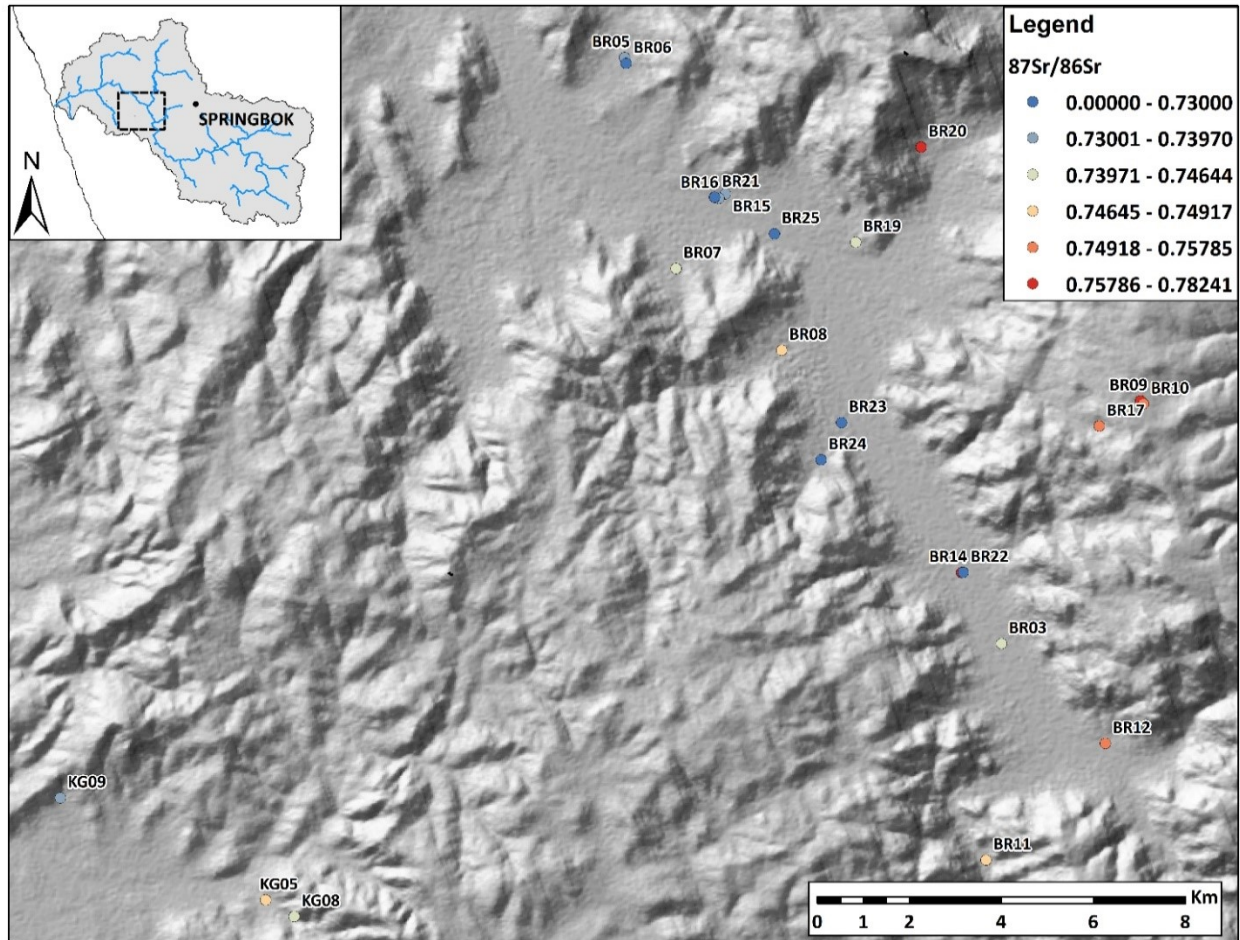 SPRINGBOK
N
Legend
87Sr/86Sr
0.00000 - 0.73000
0.73001 - 0.73970
0.73971 - 0.74644
0.74645 - 0.74917
0.74918 - 0.75785
0.75786 - 0.78241
BR05 BR06
BR20
BR16 BR21
BR15
BR25
BR19
BR07
BR08
BR09 BR10
BR17
BR23
BR24
BR14 BR22
BR03
BR12
KG09
BR11
KG05
KG08
Km
0 1 2 4 6 8